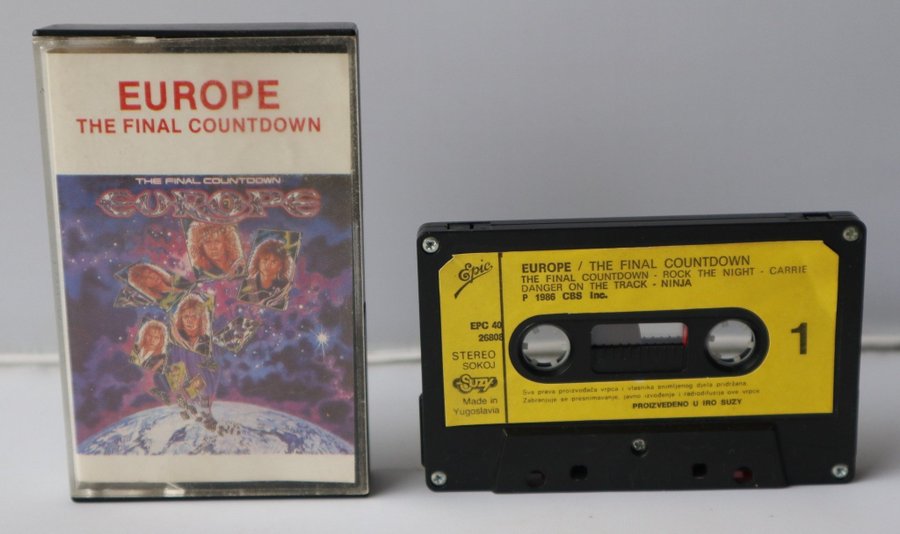 EUROPE
THE FINAL COUNTDOWN
THE FINAL COUNTDOWN
EUROPE
Epic
EPC 40
26808
STEREO
SOKOJ
SUZY
Made in
Yugoslavia
EUROPE / THE FINAL COUNTDOWN
THE FINAL COUNTDOWN - ROCK THE NIGHT - CARRIE
DANGER ON THE TRACK - NINJA
P 1986 CBS Inc.
1
Sva prava proizvođača vrpca i vlasnika snimljenog djela pridržana.
Zabranjuje se presnimavanje, javno izvođenje i radiodifuzija ove vrpce
PROIZVEDENO U IRO SUZY